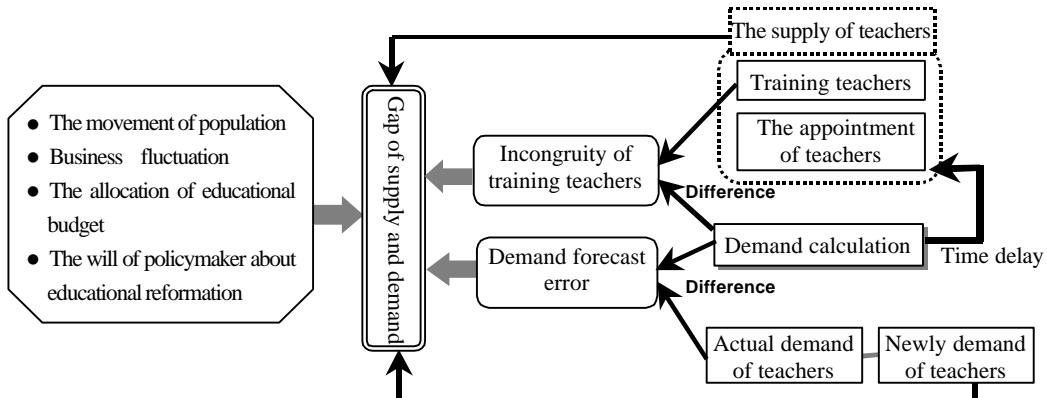 The supply of teachers
Training teachers
The appointment
of teachers
● The movement of population
● Business fluctuation
● The allocation of educational
budget
● The will of policymaker about
educational reformation
Gap of supply and demand
Incongruity of
training teachers
Difference
Demand calculation
Time delay
Demand forecast
error
Difference
Actual demand
of teachers
Newly demand
of teachers